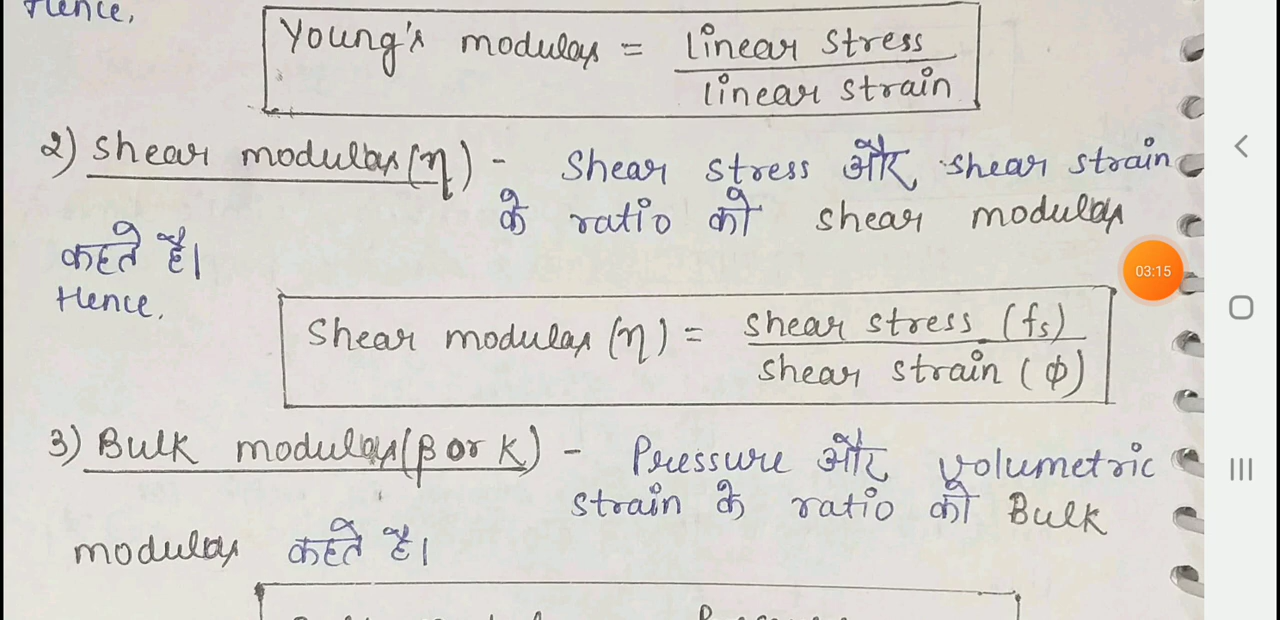 Hence,
Young's modulas = linear stress
linear strain
2) Shear modulas (η) - Shear stress और shear strain
के ratio को shear modulas
कहते है।
Hence,
03:15
Shear modulas (η) = shear stress (fs)
shear strain (ϕ)
3) Bulk modulas (β or K) - Pressure और volumetric
strain के ratio को Bulk
modulas कहते है।